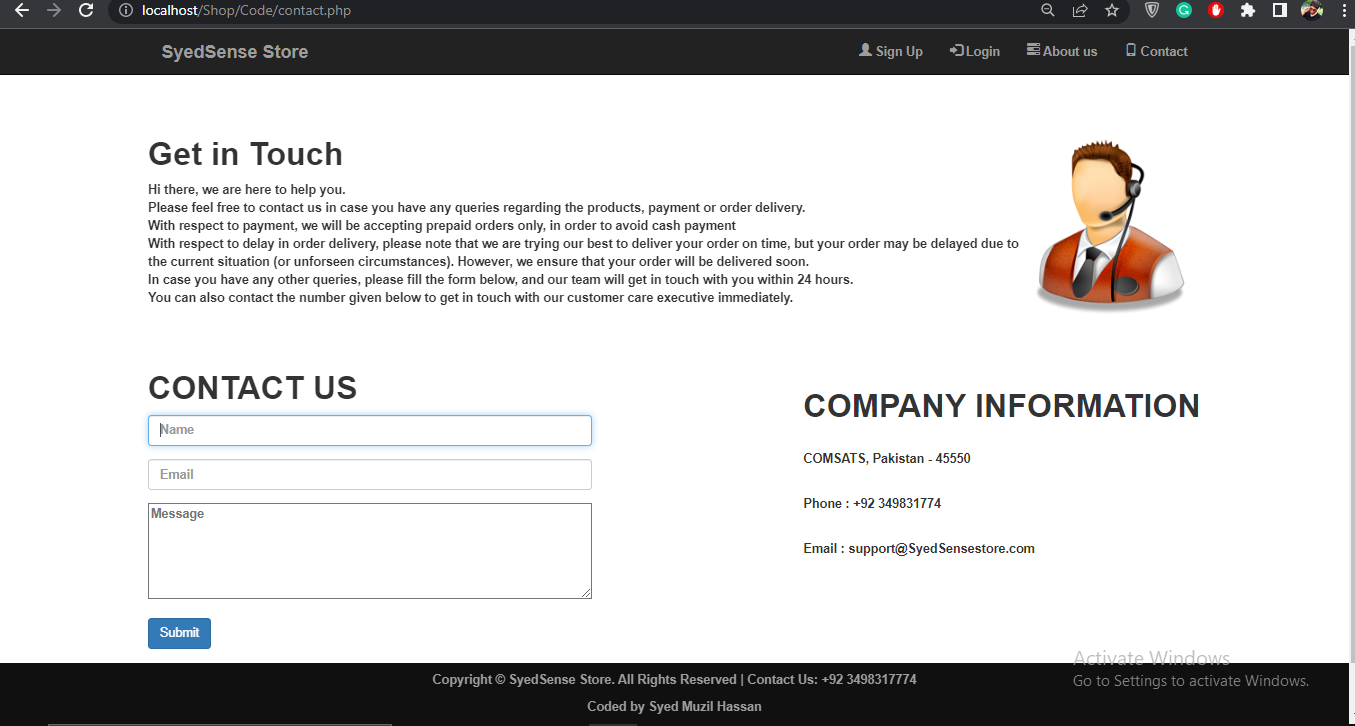 localhost/Shop/Code/contact.php
SyedSense Store
Sign Up
Login
About us
Contact
Get in Touch
Hi there, we are here to help you.
Please feel free to contact us in case you have any queries regarding the products, payment or order delivery.
With respect to payment, we will be accepting prepaid orders only, in order to avoid cash payment
With respect to delay in order delivery, please note that we are trying our best to deliver your order on time, but your order may be delayed due to
the current situation (or unforseen circumstances). However, we ensure that your order will be delivered soon.
In case you have any other queries, please fill the form below, and our team will get in touch with you within 24 hours.
You can also contact the number given below to get in touch with our customer care executive immediately.
CONTACT US
Name
Email
Message
Submit
COMPANY INFORMATION
COMSATS, Pakistan - 45550
Phone : +92 349831774
Email : support@SyedSensestore.com
Activate Windows
Go to Settings to activate Windows.
Copyright © SyedSense Store. All Rights Reserved | Contact Us: +92 3498317774
Coded by Syed Muzil Hassan